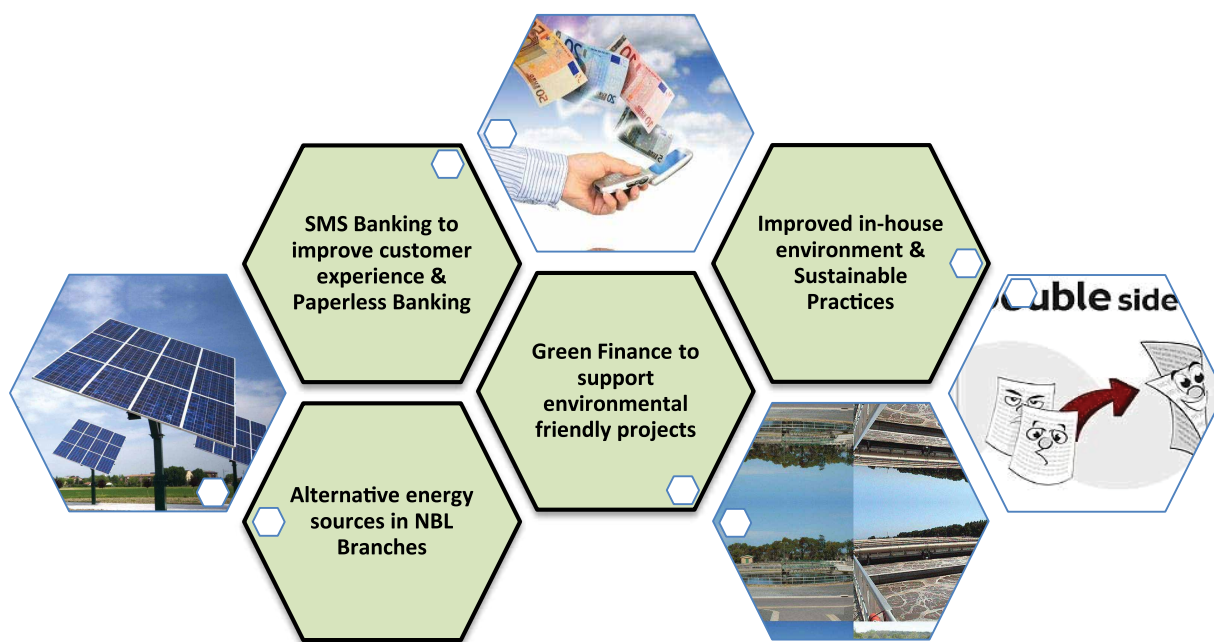 SMS Banking to
improve customer
experience &
Paperless Banking
Improved in-house
environment &
Sustainable
Practices
Green Finance to
support
environmental
friendly projects
Alternative energy
sources in NBL
Branches
side